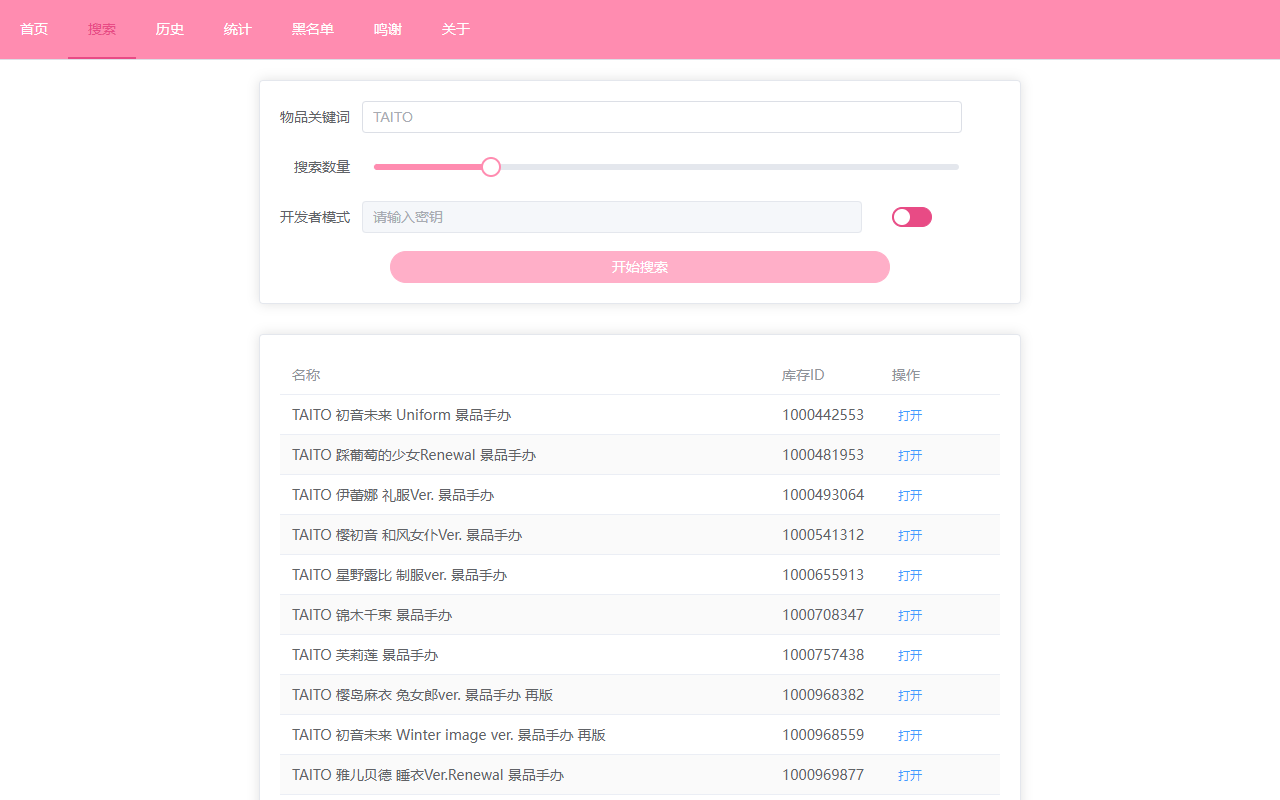 首页 搜索 历史 统计 黑名单 鸣谢 关于
物品关键词 TAITO
搜索数量
开发者模式 请输入密钥
开始搜索
名称 库存ID 操作
TAITO 初音未来 Uniform 景品手办 1000442553 打开
TAITO 踩葡萄的少女Renewal 景品手办 1000481953 打开
TAITO 伊蕾娜 礼服Ver. 景品手办 1000493064 打开
TAITO 樱初音 和风女仆Ver. 景品手办 1000541312 打开
TAITO 星野露比 制服ver. 景品手办 1000655913 打开
TAITO 锦木千束 景品手办 1000708347 打开
TAITO 芙莉莲 景品手办 1000757438 打开
TAITO 樱岛麻衣 兔女郎ver. 景品手办 再版 1000968382 打开
TAITO 初音未来 Winter image ver. 景品手办 再版 1000968559 打开
TAITO 雅儿贝德 睡衣Ver.Renewal 景品手办 1000969877 打开